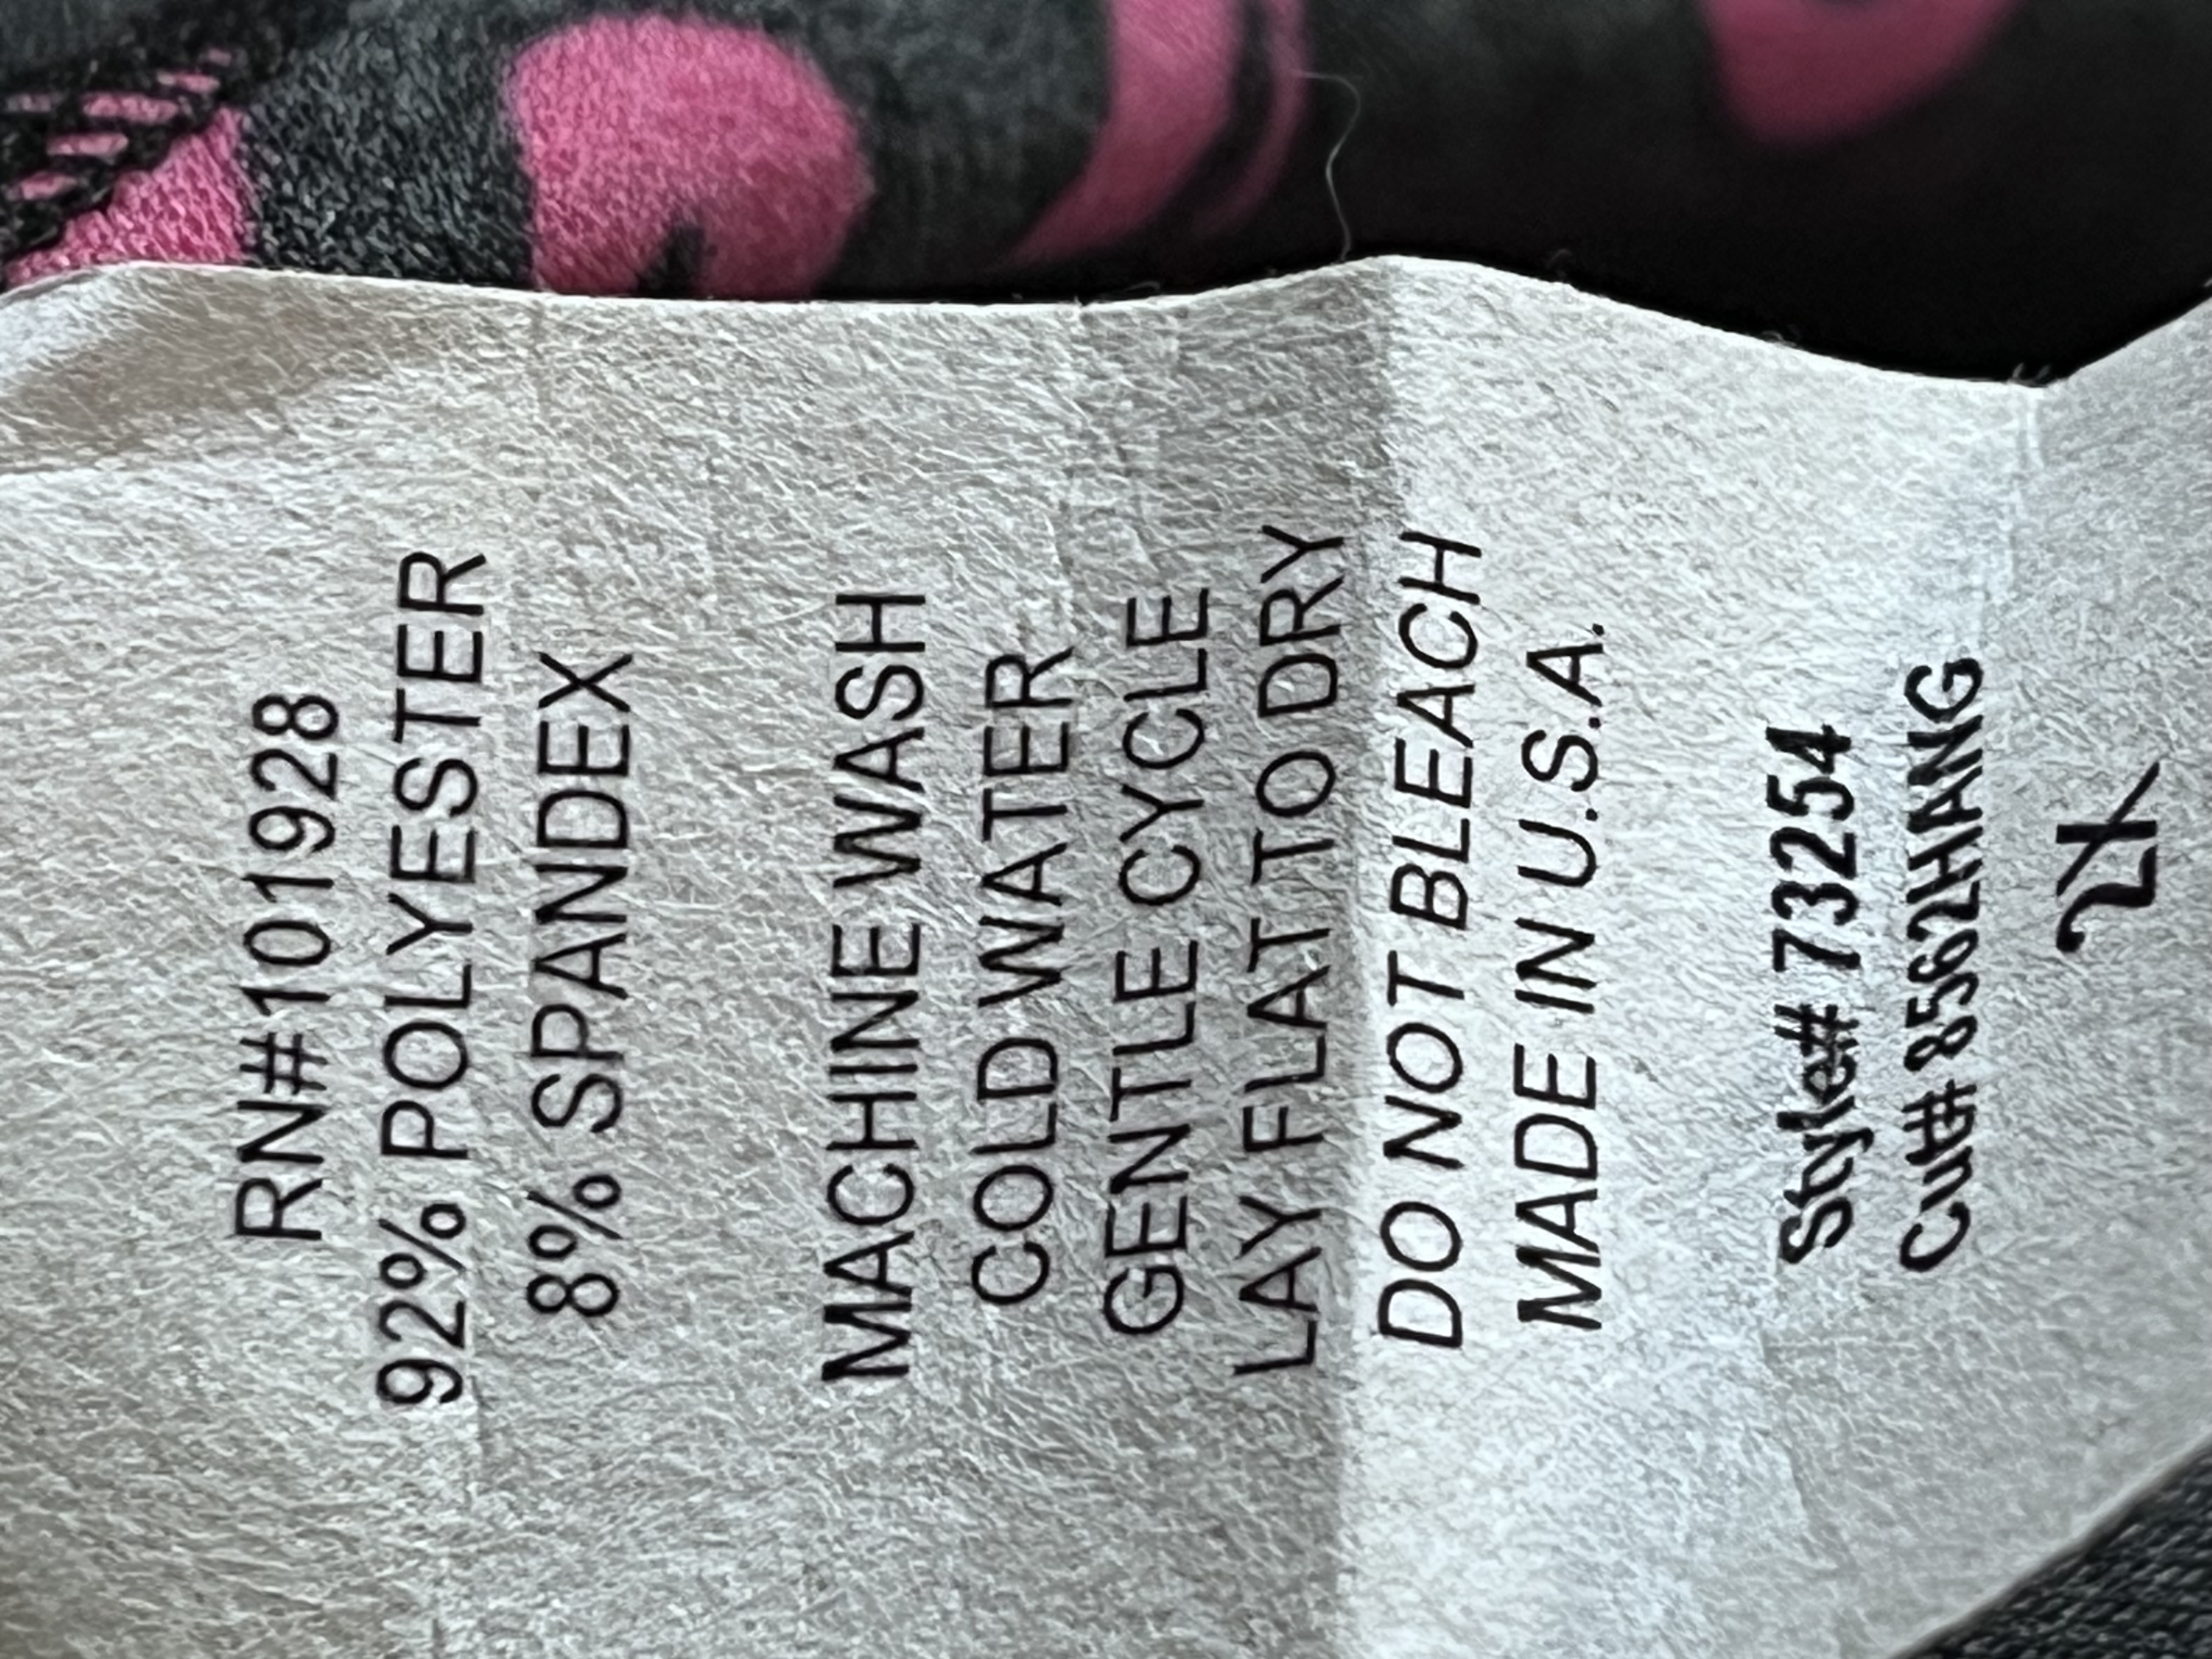 RN#101928
92% POLYESTER
8% SPANDEX
MACHINE WASH
COLD WATER
GENTLE CYCLE
LAY FLAT TO DRY
DO NOT BLEACH
MADE IN U.S.A.
Style# 73254
Cut# 8562HANG
2X